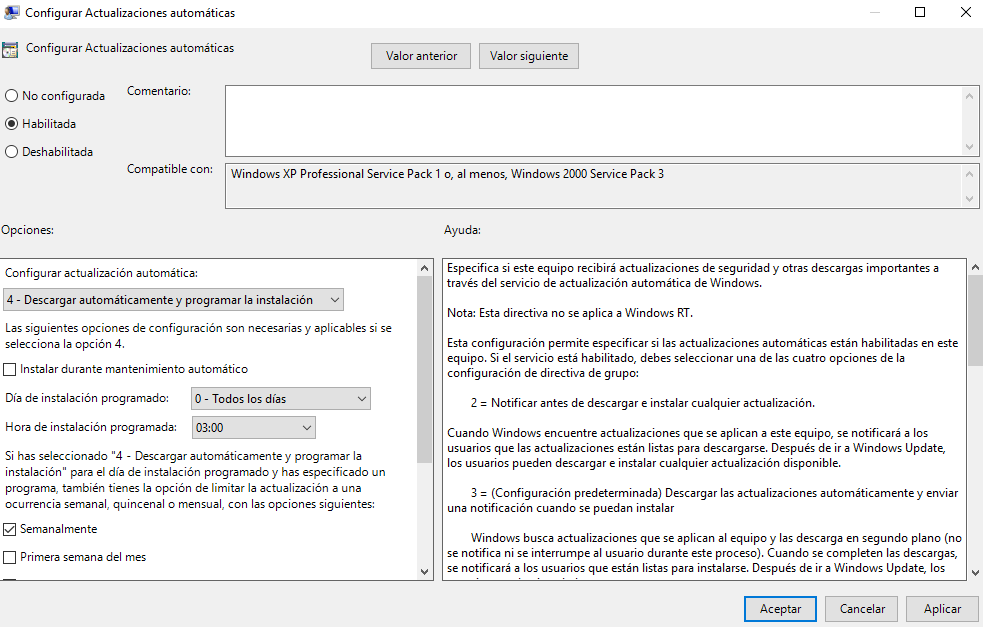 Configurar Actualizaciones automáticas
Configurar Actualizaciones automáticas
Valor anterior
Valor siguiente
No configurada
Habilitada
Deshabilitada
Comentario:
Compatible con:
Windows XP Professional Service Pack 1 o, al menos, Windows 2000 Service Pack 3
Opciones:
Configurar actualización automática:
4 - Descargar automáticamente y programar la instalación
Las siguientes opciones de configuración son necesarias y aplicables si se
selecciona la opción 4.
Instalar durante mantenimiento automático
Día de instalación programado:
0 - Todos los días
Hora de instalación programada:
03:00
Si has seleccionado "4 - Descargar automáticamente y programar la
instalación" para el día de instalación programado y has especificado un
programa, también tienes la opción de limitar la actualización a una
ocurrencia semanal, quincenal o mensual, con las opciones siguientes:
Semanalmente
Primera semana del mes
Ayuda:
Especifica si este equipo recibirá actualizaciones de seguridad y otras descargas importantes a
través del servicio de actualización automática de Windows.
Nota: Esta directiva no se aplica a Windows RT.
Esta configuración permite especificar si las actualizaciones automáticas están habilitadas en este
equipo. Si el servicio está habilitado, debes seleccionar una de las cuatro opciones de la
configuración de directiva de grupo:
2 = Notificar antes de descargar e instalar cualquier actualización.
Cuando Windows encuentre actualizaciones que se aplican a este equipo, se notificará a los
usuarios que las actualizaciones están listas para descargarse. Después de ir a Windows Update,
los usuarios pueden descargar e instalar cualquier actualización disponible.
3 = (Configuración predeterminada) Descargar las actualizaciones automáticamente y enviar
una notificación cuando se puedan instalar
Windows busca actualizaciones que se aplican al equipo y las descarga en segundo plano (no
se notifica ni se interrumpe al usuario durante este proceso). Cuando se completen las descargas,
se notificará a los usuarios que están listas para instalarse. Después de ir a Windows Update, los
Aceptar
Cancelar
Aplicar